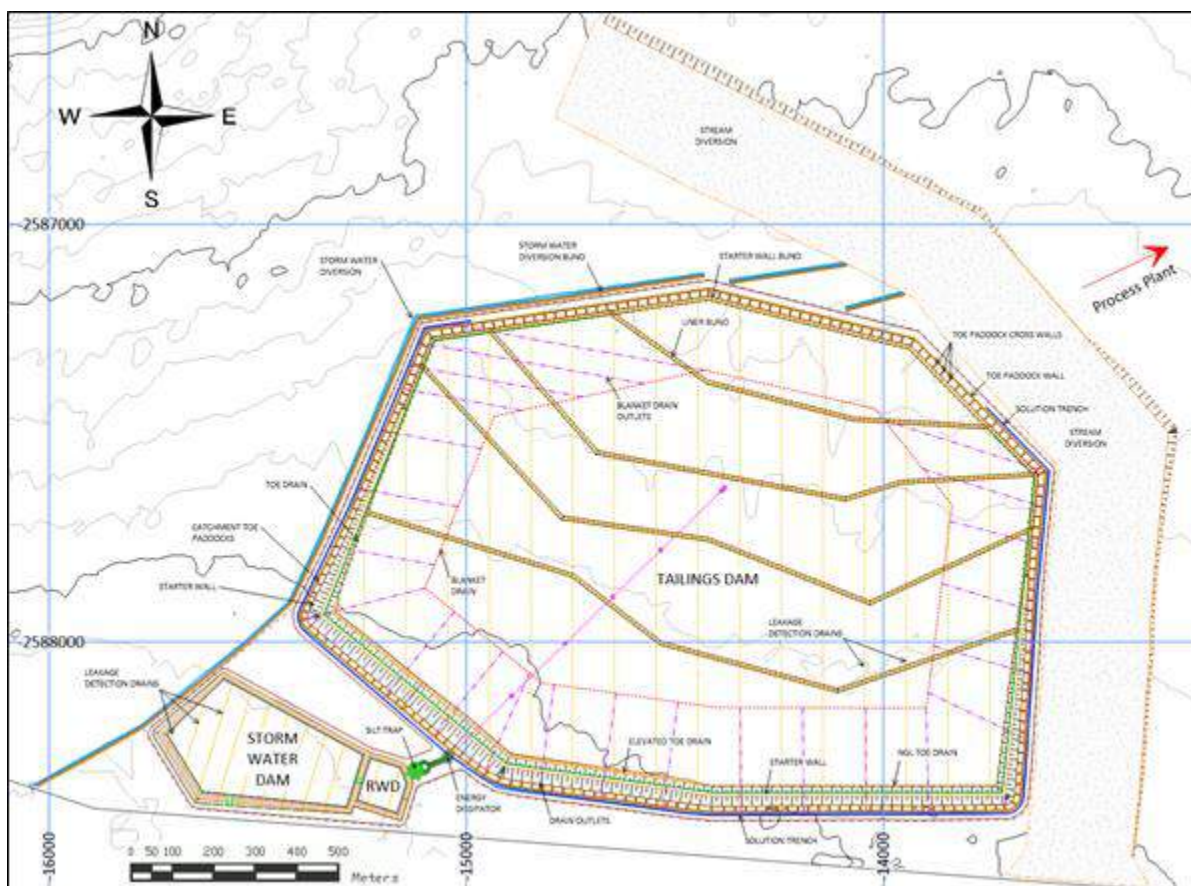 N
W
E
S
STREAM
DIVERSION
-2587000
STORM WATER
DIVERSION BUND
STORM WATER
DIVERSION
STARTER WALL BUND
Process Plant
LINER BUND
TOE PADDOCK CROSS WALLS
TOE PADDOCK WALL
BLANKET DRAIN
OUTLETS
SOLUTION TRENCH
STREAM
DIVERSION
TOE DRAIN
CATCHMENT TOE
PADDOCKS
STARTER WALL
BLANKET
DRAIN
TAILINGS DAM
LEAKAGE
DETECTION DRAINS
-2588000
LEAKAGE
DETECTION DRAINS
SILT TRAP
STORM
WATER
DAM
RWD
ELEVATED TOE DRAIN
STARTER WALL
NGL TOE DRAIN
ENERGY
DISSIPATOR
DRAIN OUTLETS
SOLUTION TRENCH
-16000
-15000
-14000
0 50 100 200 300 400 500
Meters